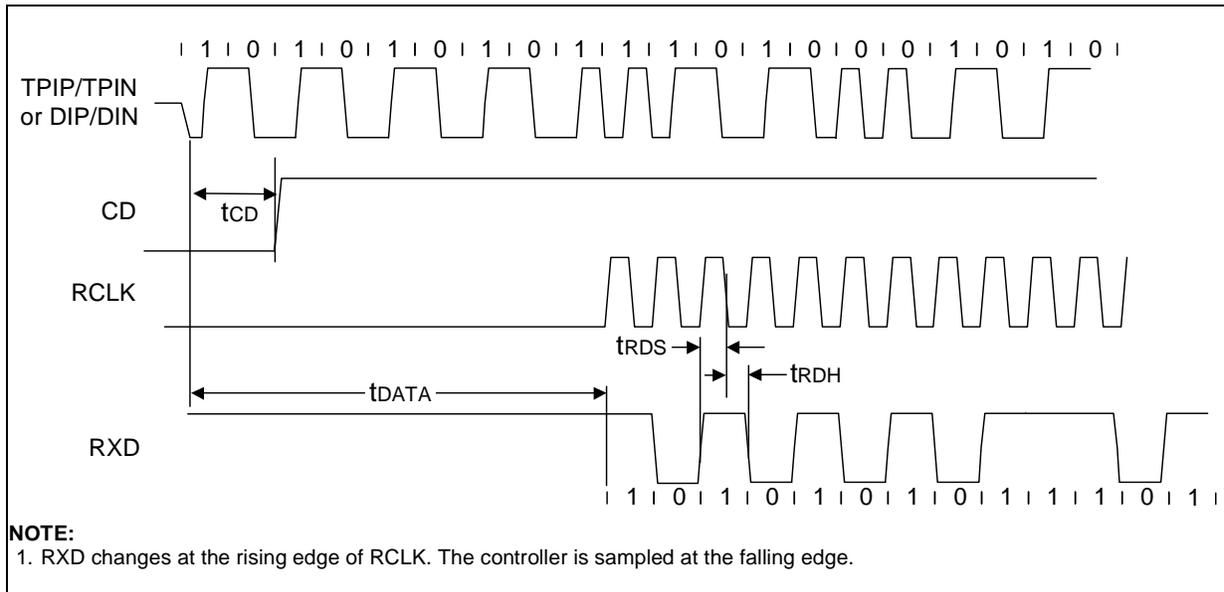 1 0 1 0 1 0 1 0 1 1 1 0 1 0 0 0 1 0 1 0
TPIP/TPIN
or DIP/DIN
CD
tCD
RCLK
tRDS
tRDH
tDATA
RXD
1 0 1 0 1 0 1 0 1 1 1 0 1
NOTE:
1. RXD changes at the rising edge of RCLK. The controller is sampled at the falling edge.